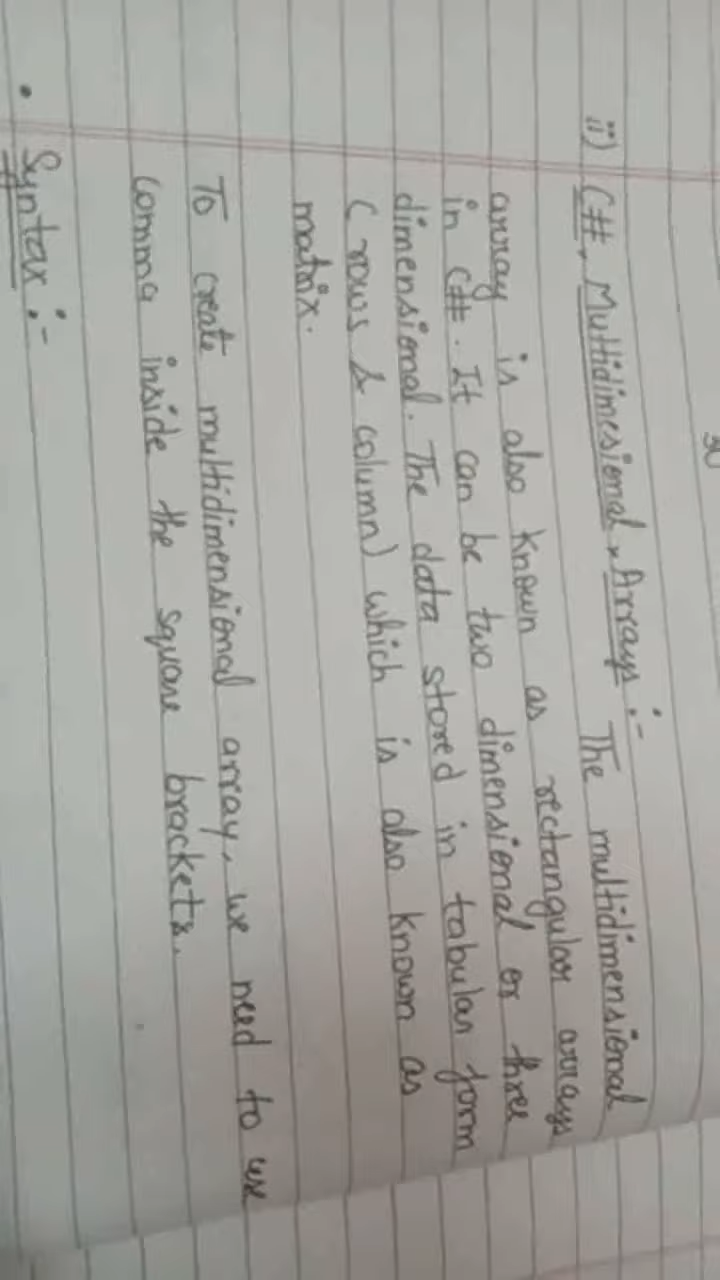 ii) C#, Multidimesional Arrays :- The multidimensional
array is also known as rectangular arrays
in C#. It can be two dimensional or three
dimensional. The data stored in tabular form
(rows & column) which is also known as
matrix.
To create multidimensional array, we need to use
comma inside the square brackets.
• Syntax :-